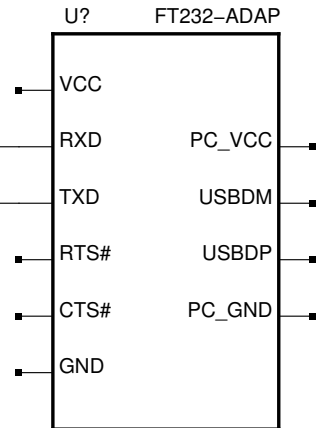 U? FT232-ADAP
VCC
RXD PC_VCC
TXD USBDM
RTS# USBDP
CTS# PC_GND
GND